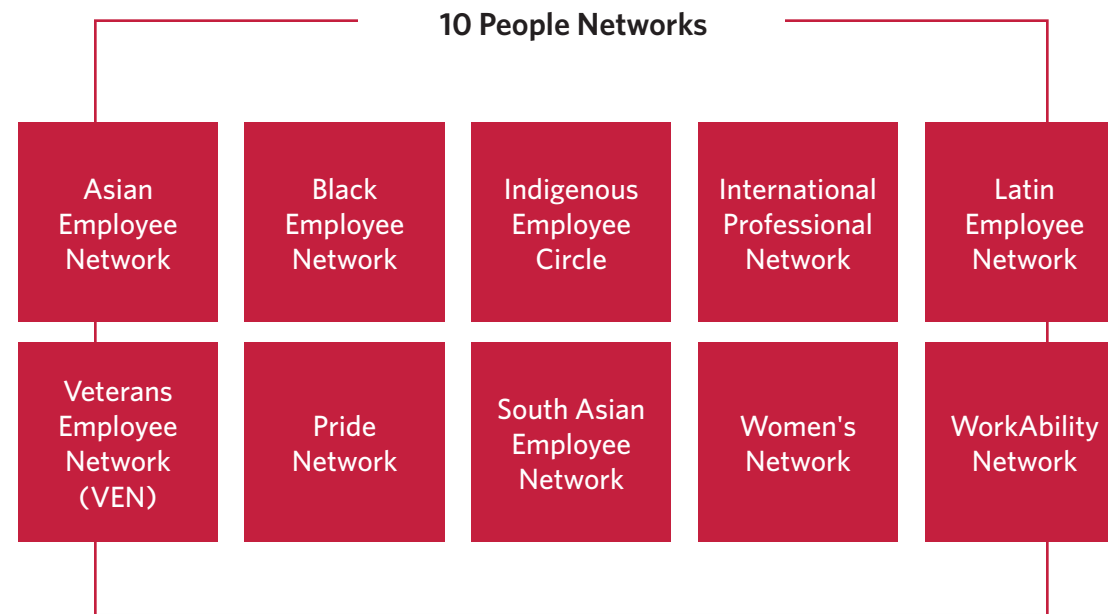 10 People Networks
Asian
Employee
Network
Black
Employee
Network
Indigenous
Employee
Circle
International
Professional
Network
Latin
Employee
Network
Veterans
Employee
Network
(VEN)
Pride
Network
South Asian
Employee
Network
Women's
Network
WorkAbility
Network